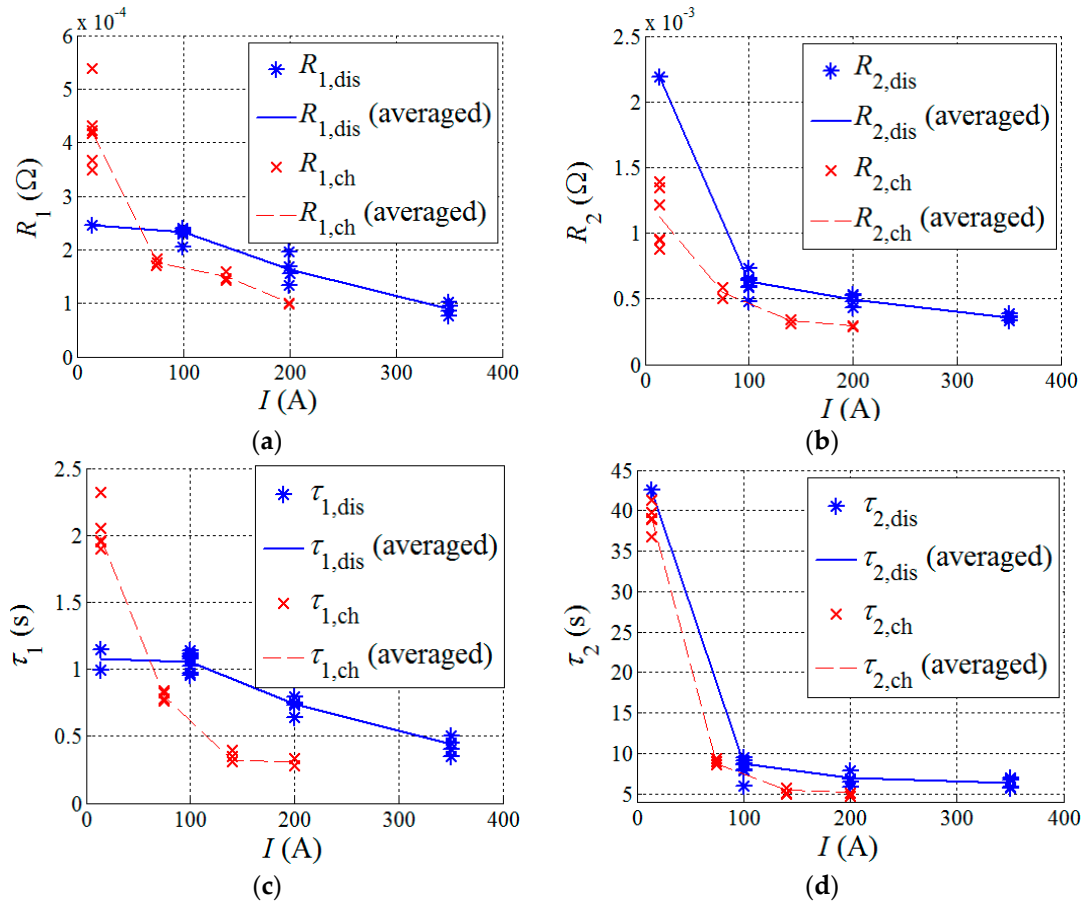 x 10⁻⁴
6
5
4
3
2
1
0
R₁ (Ω)
R₁,dis
R₁,dis (averaged)
R₁,ch
R₁,ch (averaged)
0 100 200 300 400
I (A)
(a)
x 10⁻³
2.5
2
1.5
1
0.5
0
R₂ (Ω)
R₂,dis
R₂,dis (averaged)
R₂,ch
R₂,ch (averaged)
0 100 200 300 400
I (A)
(b)
2.5
2
1.5
1
0.5
0
τ₁ (s)
τ₁,dis
τ₁,dis (averaged)
τ₁,ch
τ₁,ch (averaged)
0 100 200 300 400
I (A)
(c)
45
40
35
30
25
20
15
10
5
τ₂ (s)
τ₂,dis
τ₂,dis (averaged)
τ₂,ch
τ₂,ch (averaged)
0 100 200 300 400
I (A)
(d)